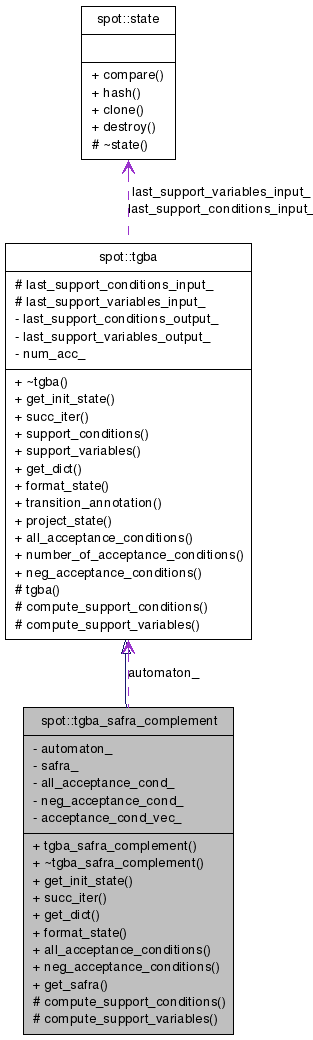 spot::state
+ compare()
+ hash()
+ clone()
+ destroy()
# ~state()
last_support_variables_input_
last_support_conditions_input_
spot::tgba
# last_support_conditions_input_
# last_support_variables_input_
- last_support_conditions_output_
- last_support_variables_output_
- num_acc_
+ ~tgba()
+ get_init_state()
+ succ_iter()
+ support_conditions()
+ support_variables()
+ get_dict()
+ format_state()
+ transition_annotation()
+ project_state()
+ all_acceptance_conditions()
+ number_of_acceptance_conditions()
+ neg_acceptance_conditions()
# tgba()
# compute_support_conditions()
# compute_support_variables()
automaton_
spot::tgba_safra_complement
- automaton_
- safra_
- all_acceptance_cond_
- neg_acceptance_cond_
- acceptance_cond_vec_
+ tgba_safra_complement()
+ ~tgba_safra_complement()
+ get_init_state()
+ succ_iter()
+ get_dict()
+ format_state()
+ all_acceptance_conditions()
+ neg_acceptance_conditions()
+ get_safra()
# compute_support_conditions()
# compute_support_variables()